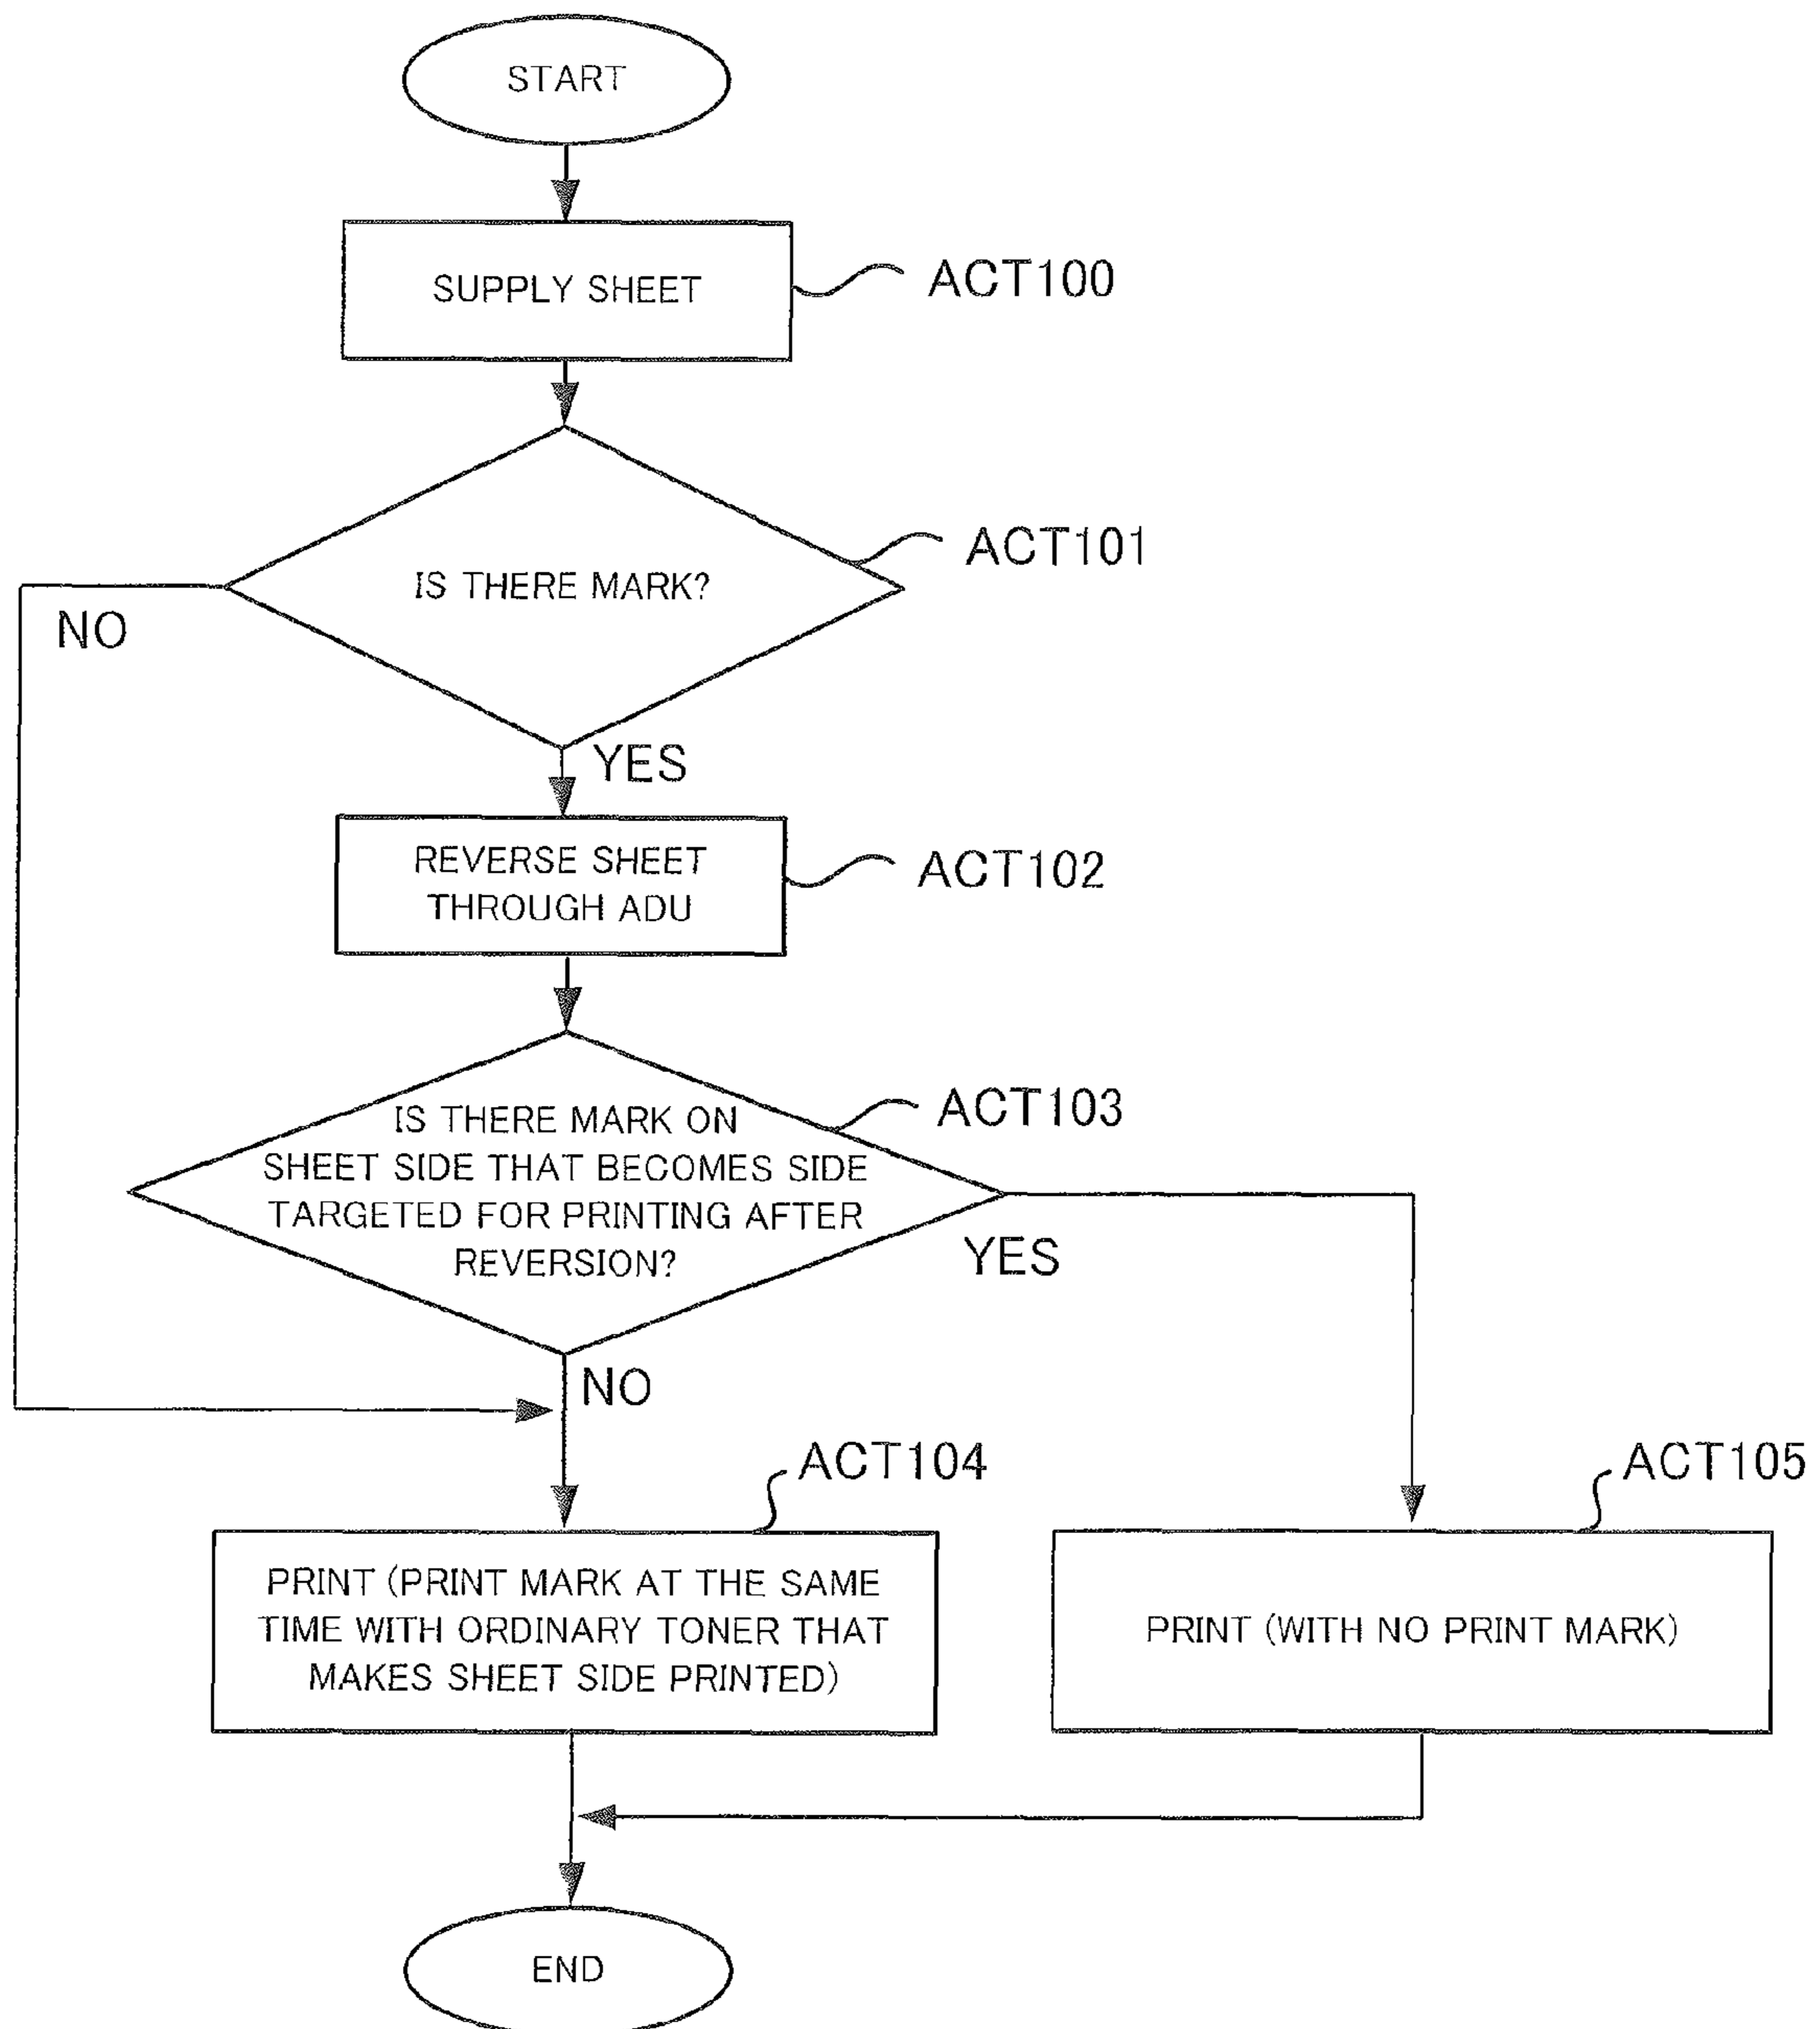 START
SUPPLY SHEET
ACT100
IS THERE MARK?
ACT101
NO
YES
REVERSE SHEET
THROUGH ADU
ACT102
IS THERE MARK ON
SHEET SIDE THAT BECOMES SIDE
TARGETED FOR PRINTING AFTER
REVERSION?
ACT103
YES
NO
ACT104
ACT105
PRINT (PRINT MARK AT THE SAME
TIME WITH ORDINARY TONER THAT
MAKES SHEET SIDE PRINTED)
PRINT (WITH NO PRINT MARK)
END